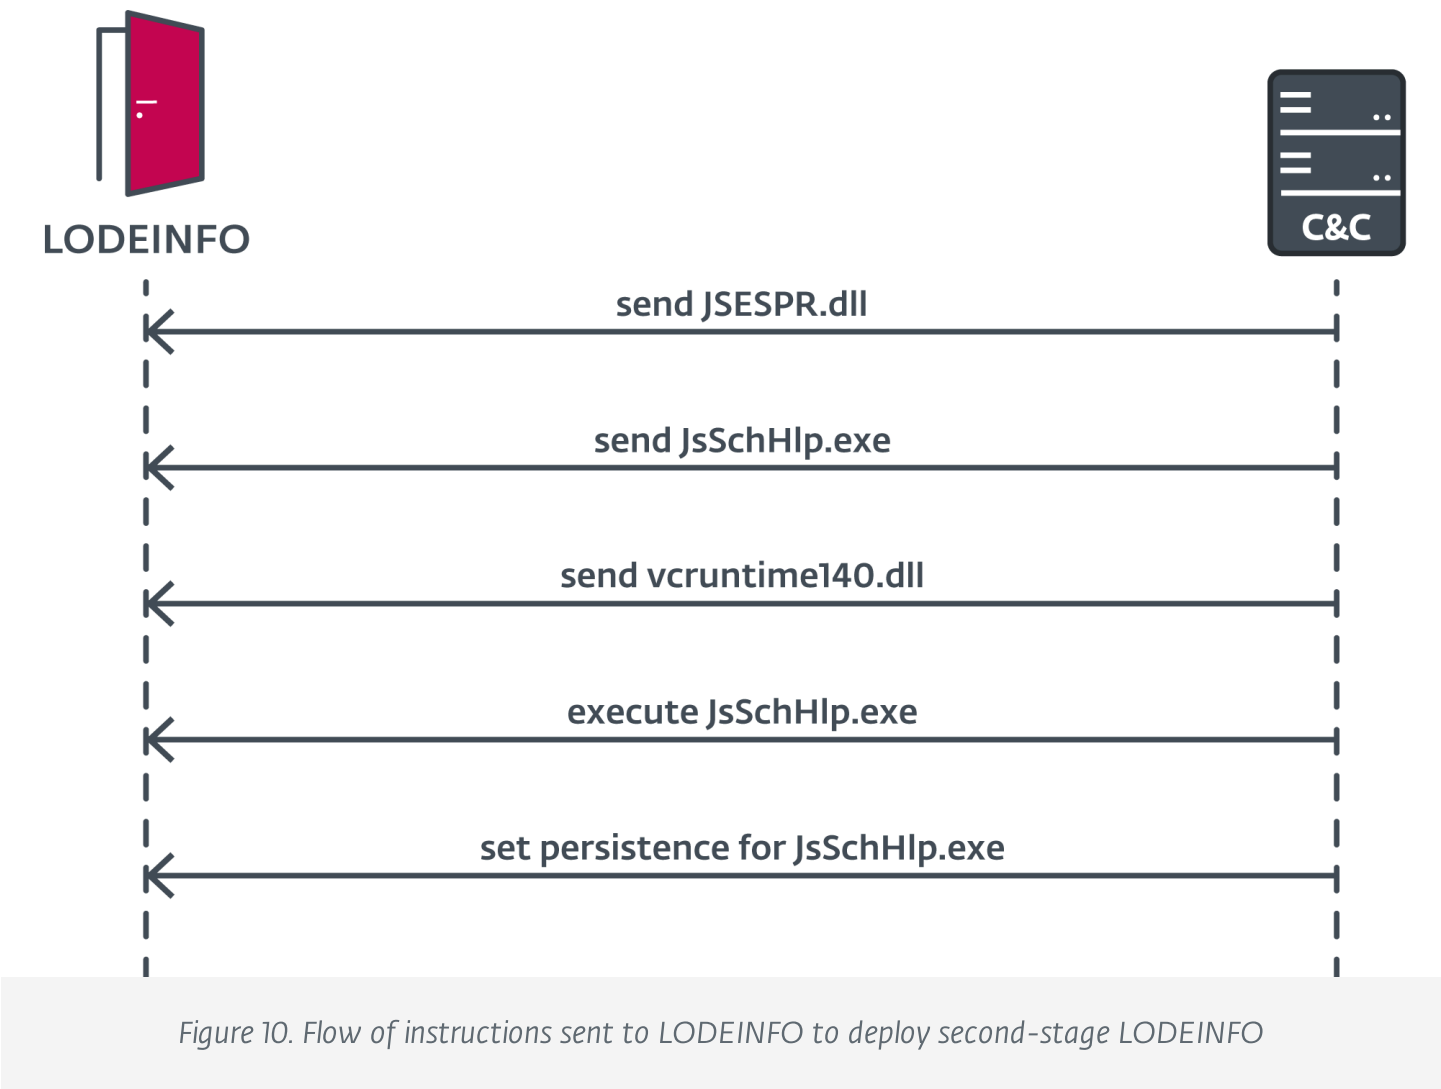 LODEINFO
C&C
send JSESPR.dll
send JsSchHlp.exe
send vcruntime140.dll
execute JsSchHlp.exe
set persistence for JsSchHlp.exe
Figure 10. Flow of instructions sent to LODEINFO to deploy second-stage LODEINFO